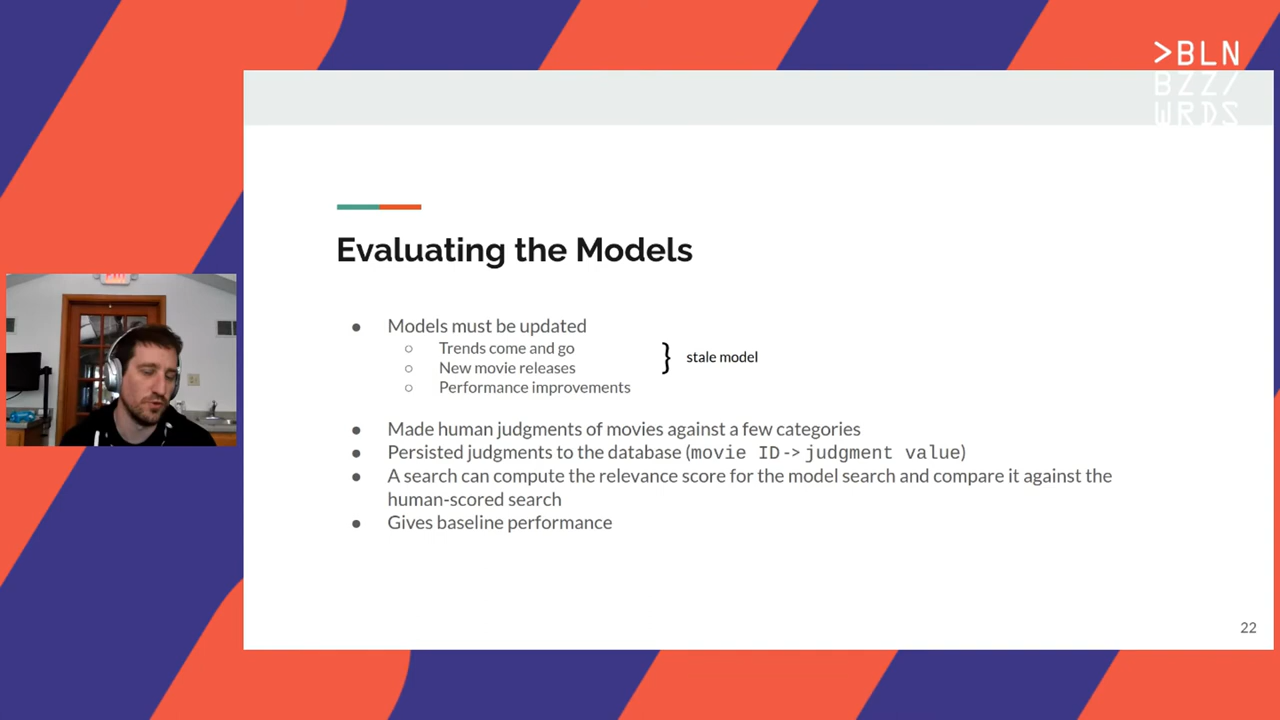 >BLN
BZZ/
WRDS
Evaluating the Models
● Models must be updated
○ Trends come and go
○ New movie releases
○ Performance improvements
} stale model
● Made human judgments of movies against a few categories
● Persisted judgments to the database (movie ID -> judgment value)
● A search can compute the relevance score for the model search and compare it against the
human-scored search
● Gives baseline performance
22